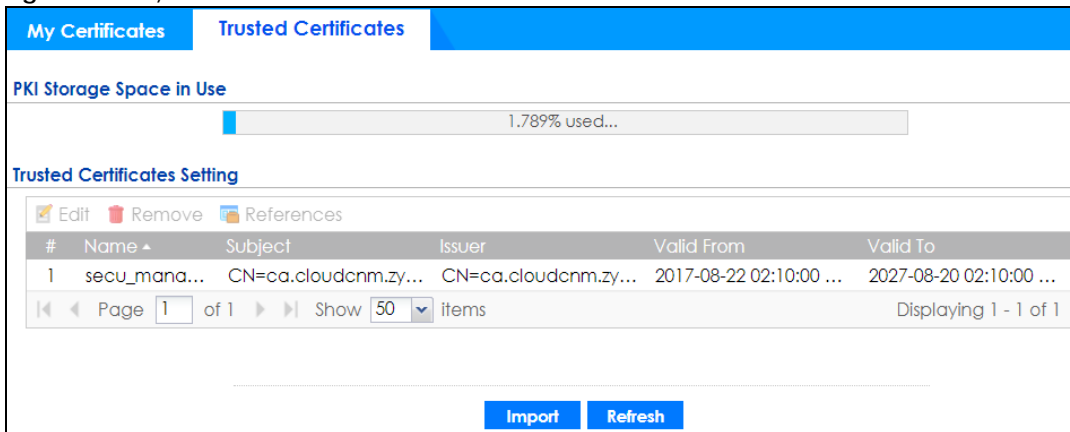 My Certificates Trusted Certificates
PKI Storage Space in Use
1.789% used...
Trusted Certificates Setting
Edit Remove References
# Name Subject Issuer Valid From Valid To
1 secu_mana... CN=ca.cloudcnm.zy... CN=ca.cloudcnm.zy... 2017-08-22 02:10:00 ... 2027-08-20 02:10:00 ...
Page 1 of 1 Show 50 items Displaying 1 - 1 of 1
Import Refresh